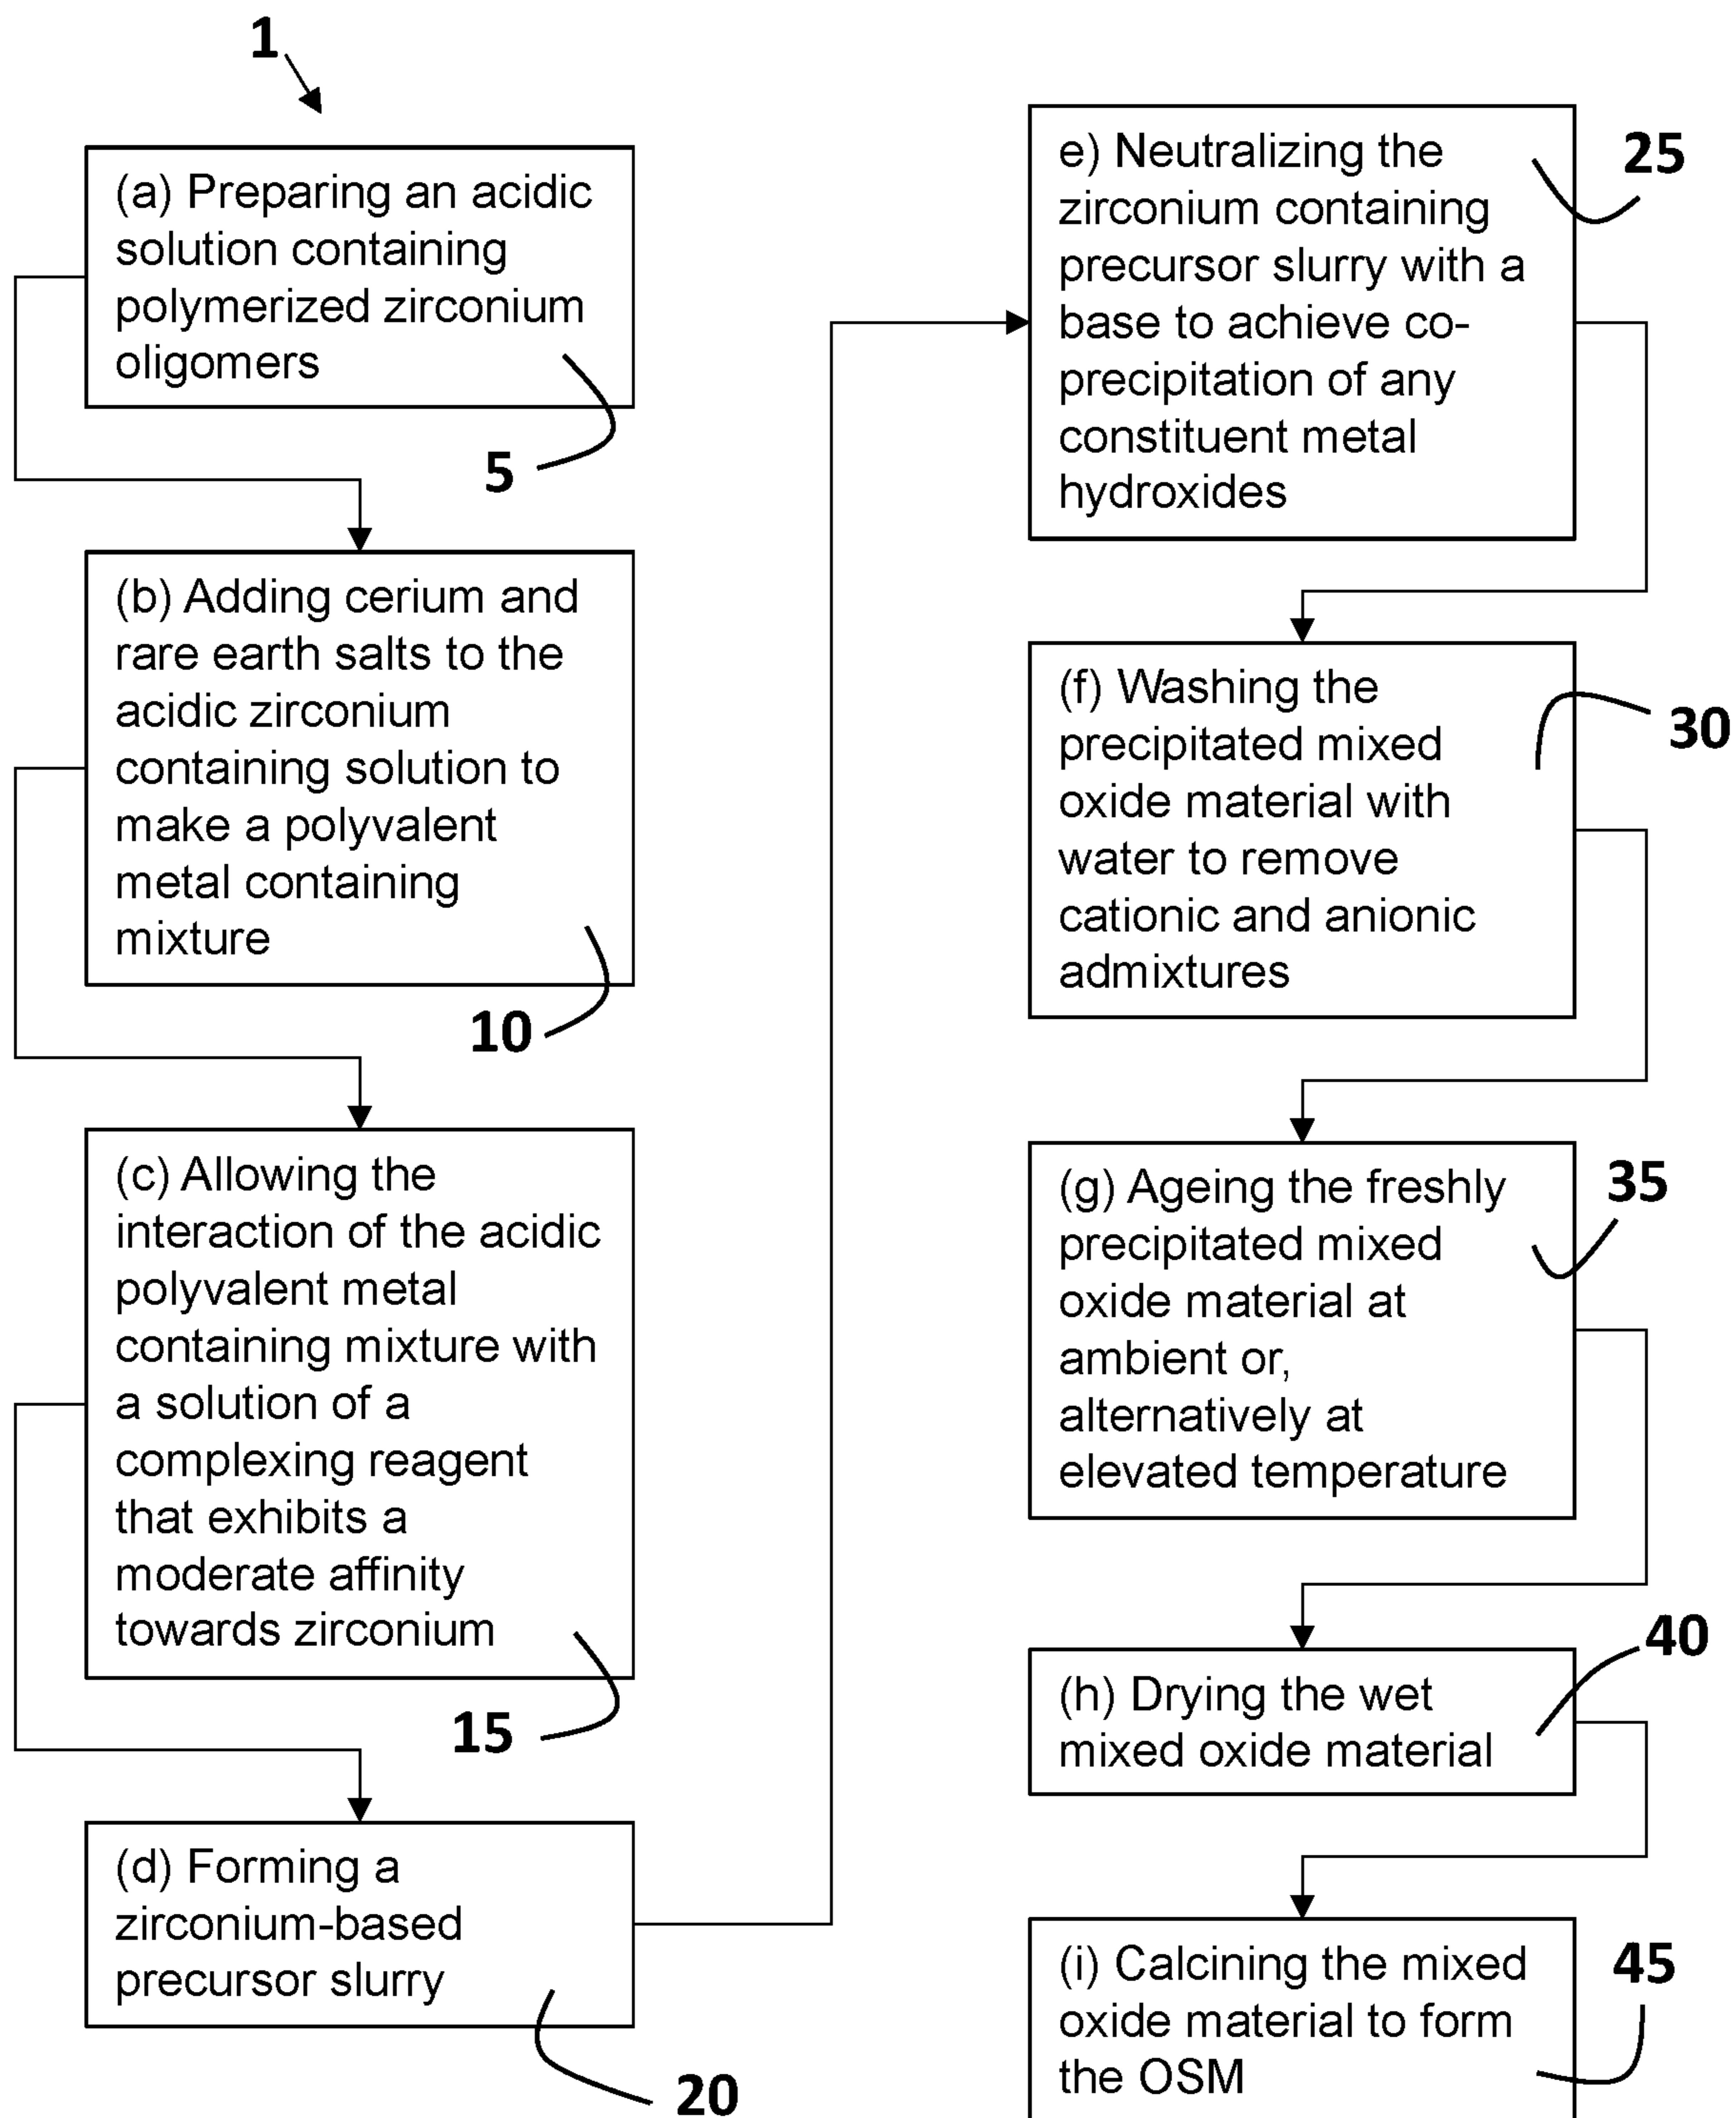 1
(a) Preparing an acidic
solution containing
polymerized zirconium
oligomers
5
(b) Adding cerium and
rare earth salts to the
acidic zirconium
containing solution to
make a polyvalent
metal containing
mixture
10
(c) Allowing the
interaction of the acidic
polyvalent metal
containing mixture with
a solution of a
complexing reagent
that exhibits a
moderate affinity
towards zirconium
15
(d) Forming a
zirconium-based
precursor slurry
20
e) Neutralizing the
zirconium containing
precursor slurry with a
base to achieve co-
precipitation of any
constituent metal
hydroxides
25
(f) Washing the
precipitated mixed
oxide material with
water to remove
cationic and anionic
admixtures
30
(g) Ageing the freshly
precipitated mixed
oxide material at
ambient or,
alternatively at
elevated temperature
35
(h) Drying the wet
mixed oxide material
40
(i) Calcining the mixed
oxide material to form
the OSM
45